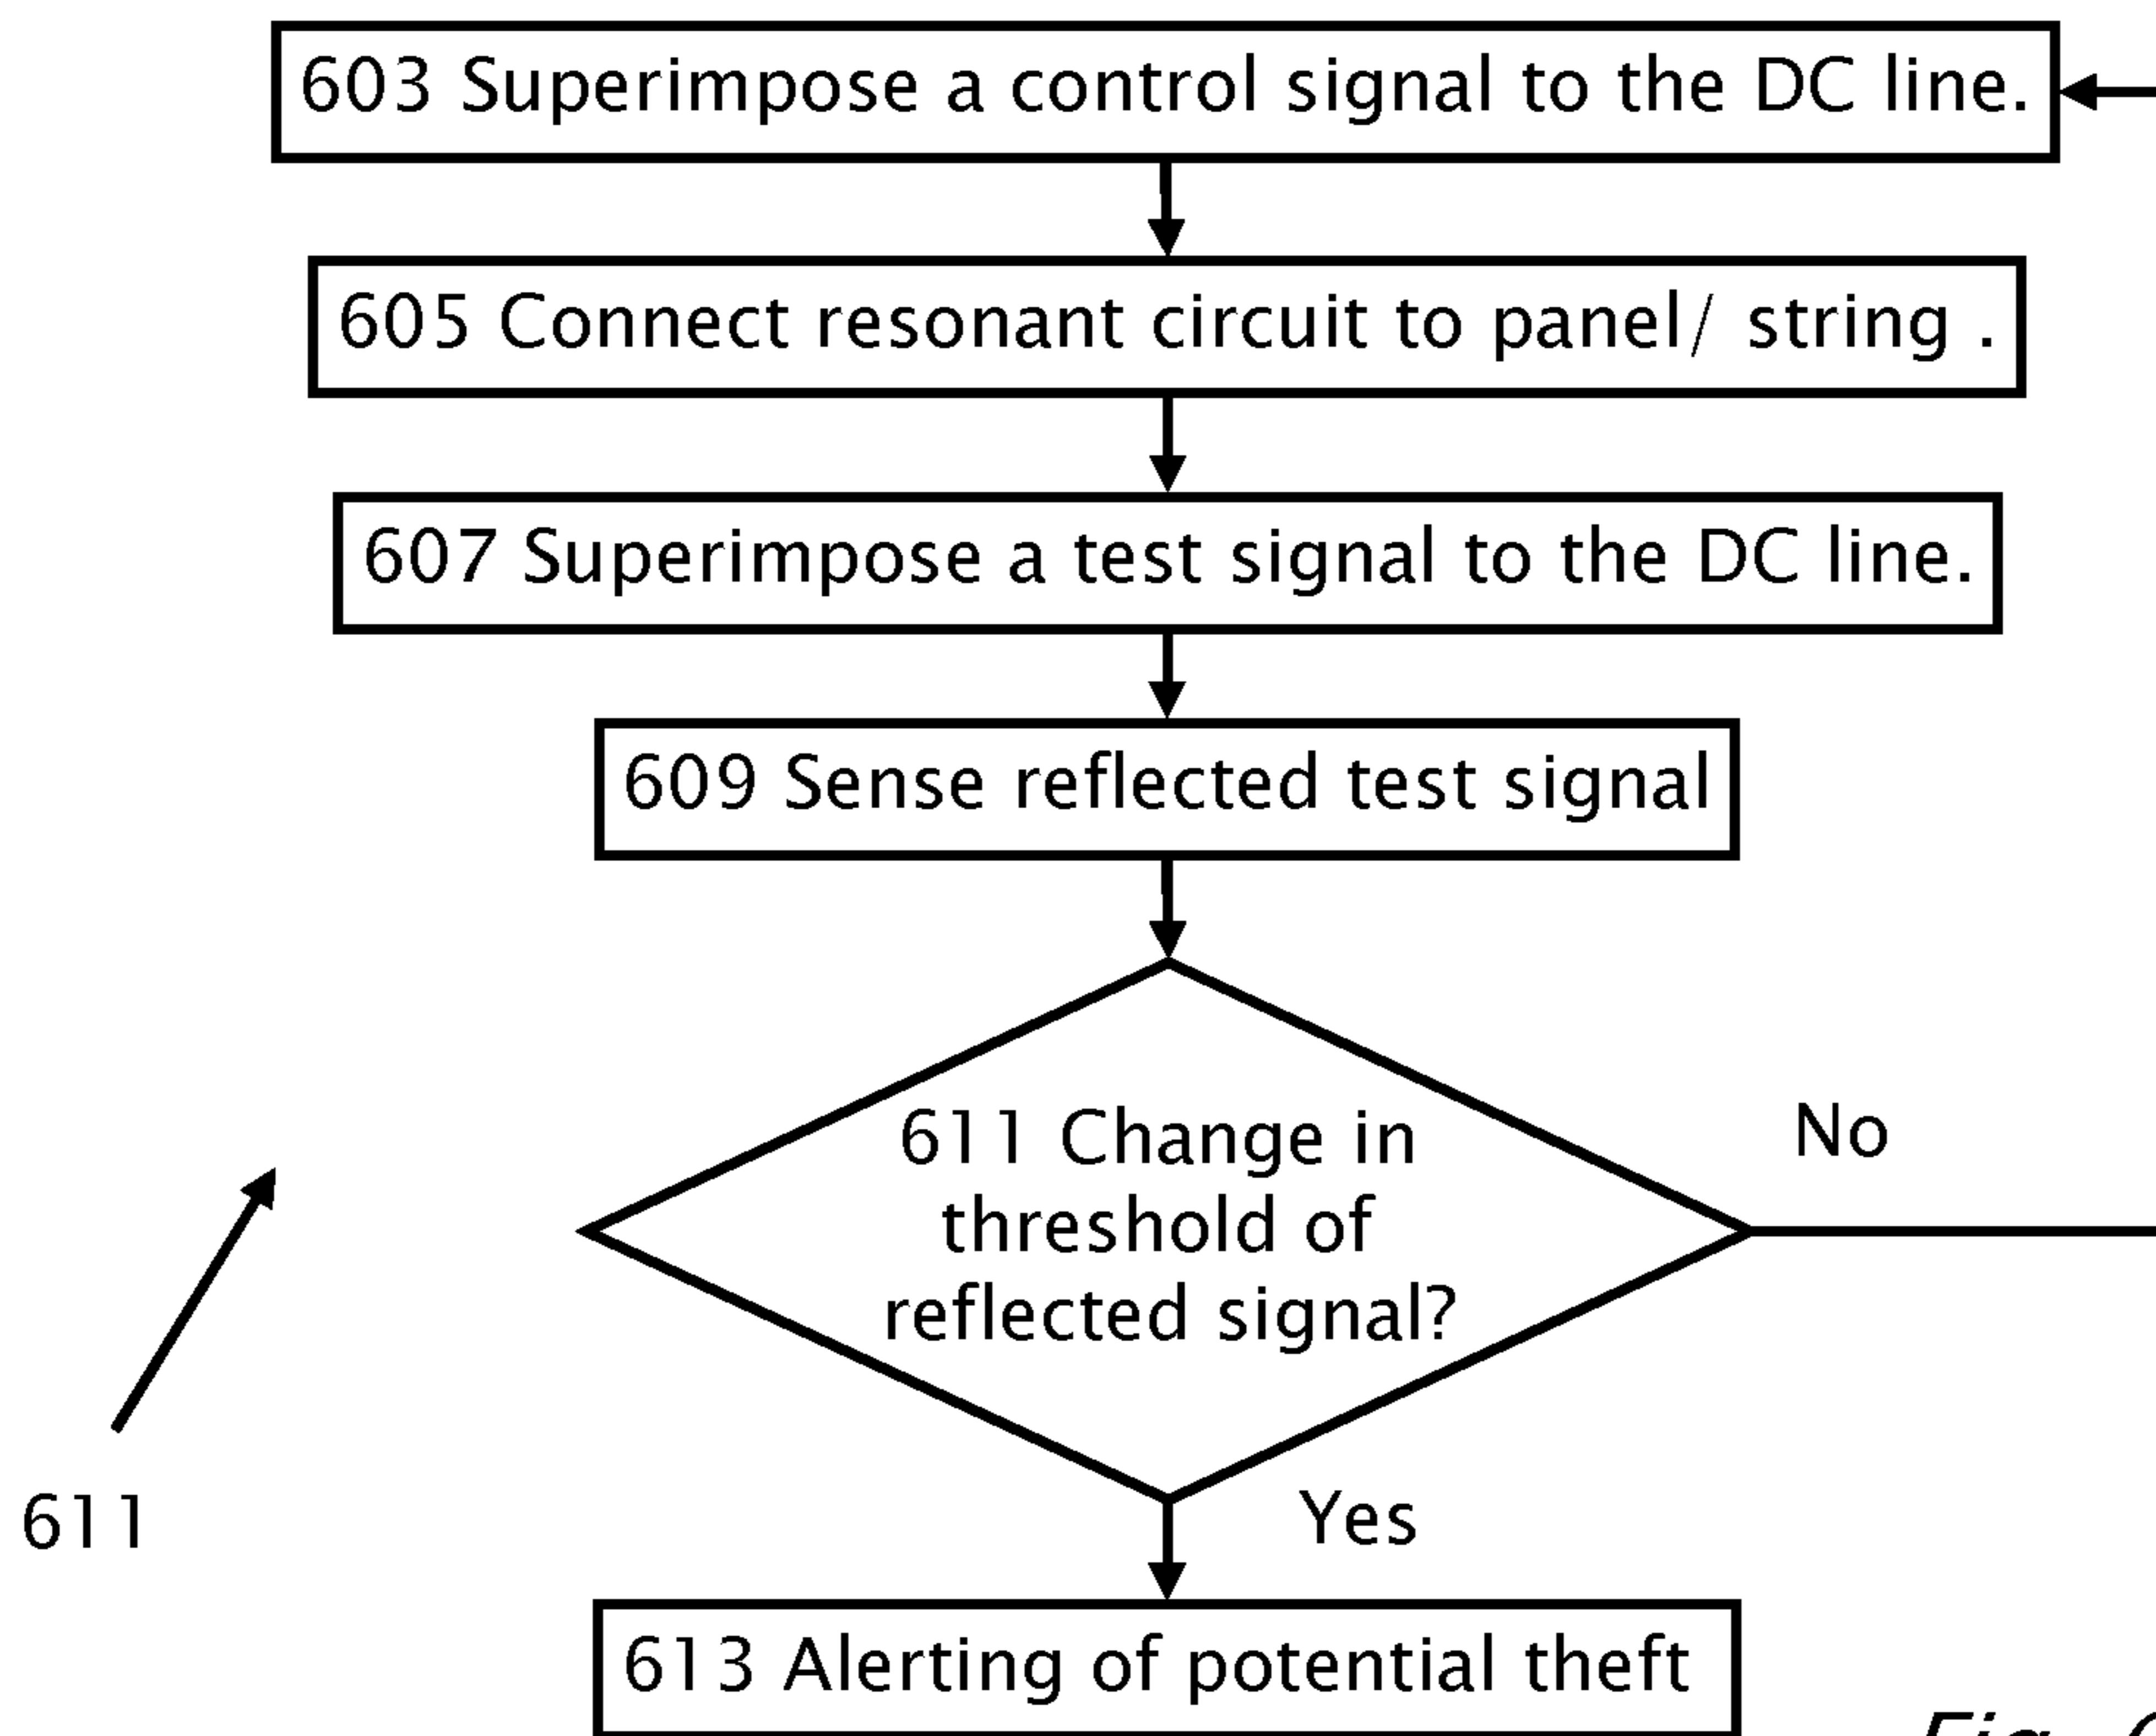 603 Superimpose a control signal to the DC line.
605 Connect resonant circuit to panel/ string .
607 Superimpose a test signal to the DC line.
609 Sense reflected test signal
611 Change in
threshold of
reflected signal?
No
611
Yes
613 Alerting of potential theft